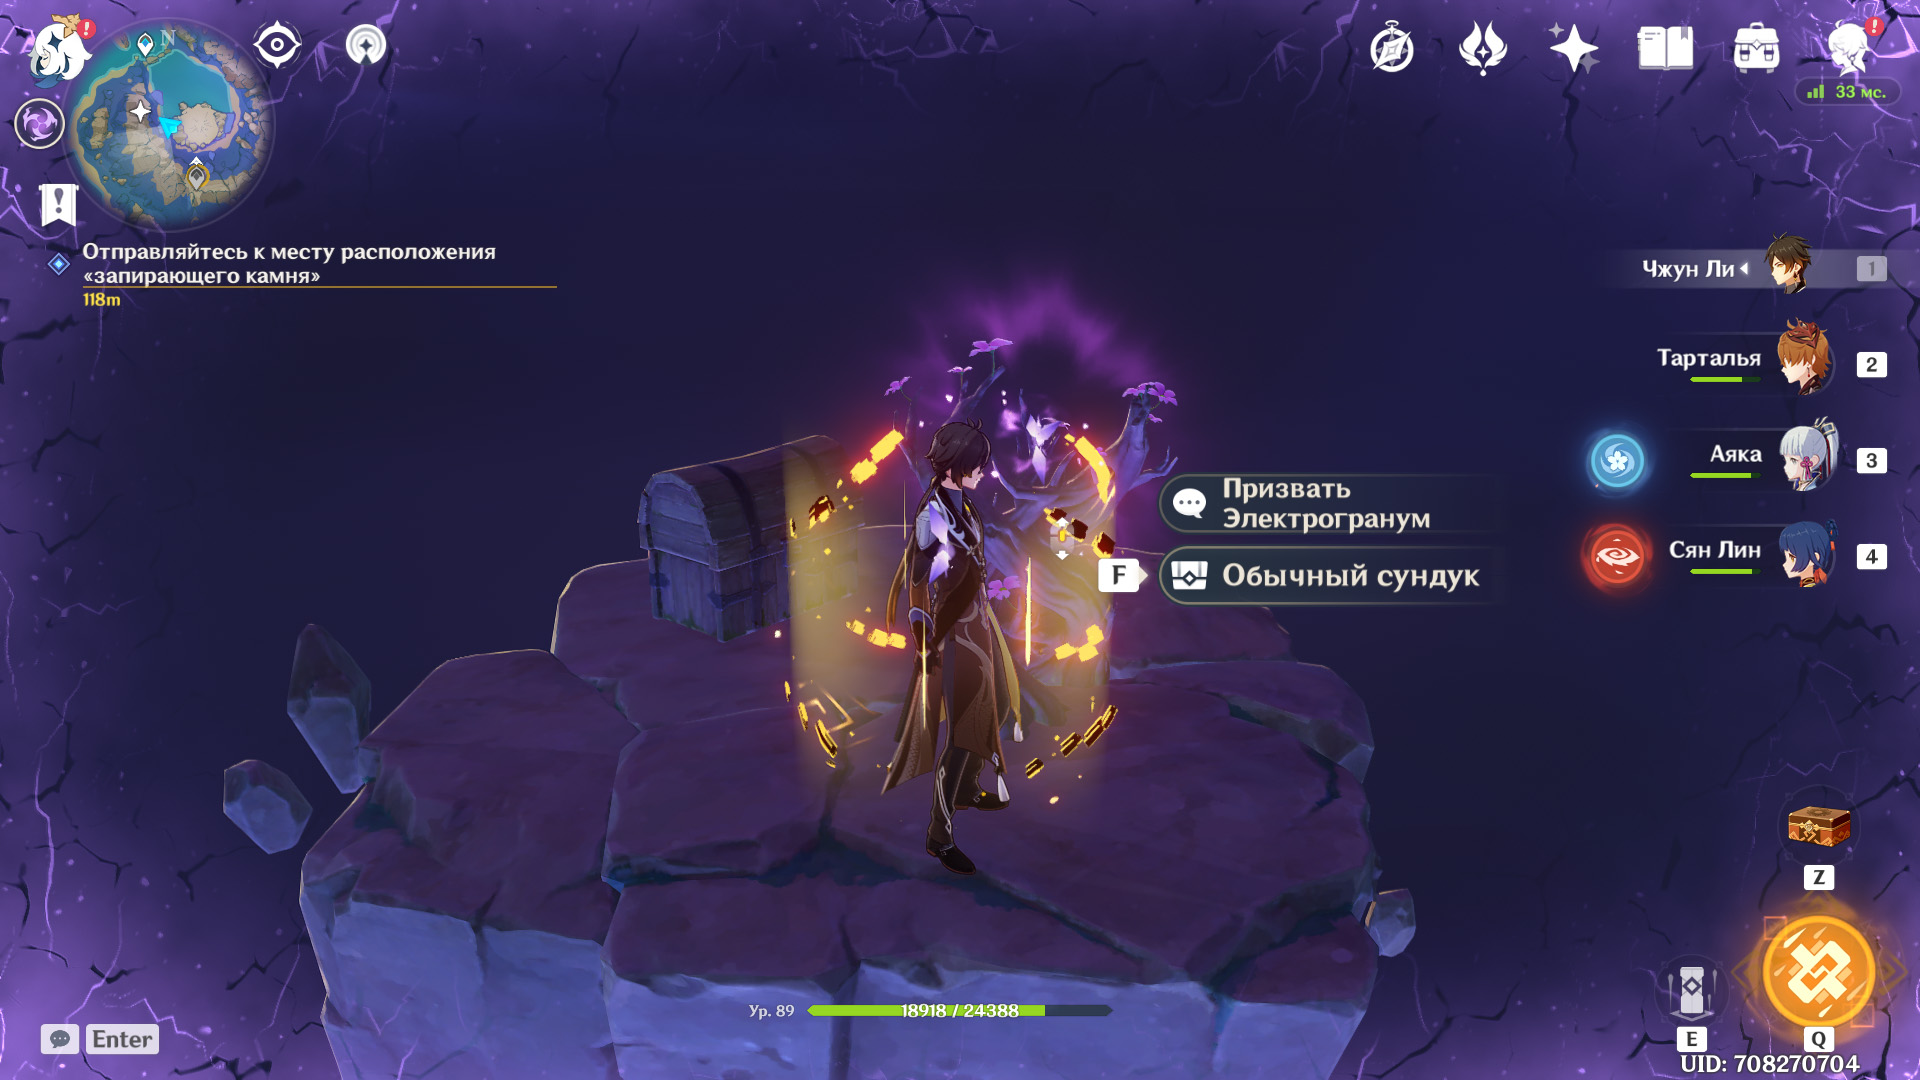 N
33 мс.
Отправляйтесь к месту расположения
«запирающего камня»
118m
Чжун Ли
1
Тарталья
2
Аяка
3
Сян Лин
4
Призвать
Электрогранум
F
Обычный сундук
Z
Ур. 89
18918 / 24388
Enter
E
Q
UID: 708270704